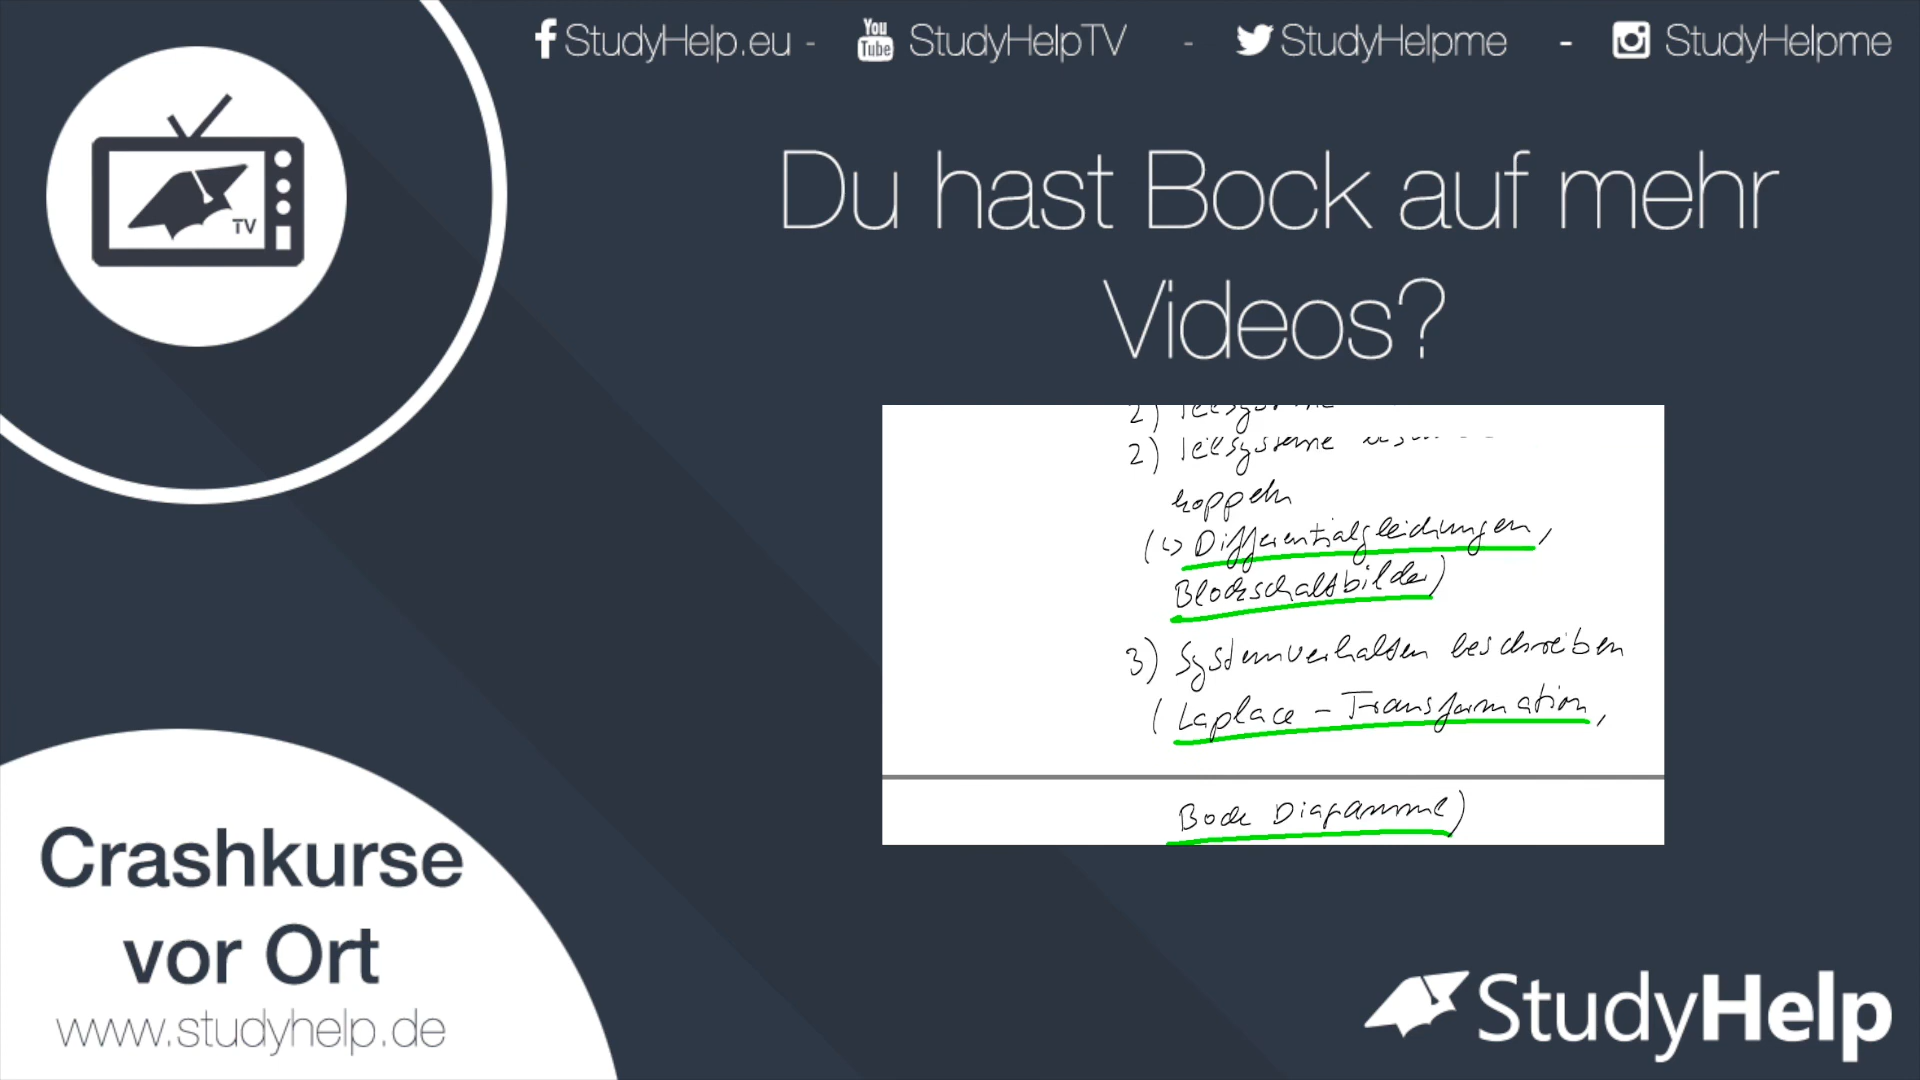 StudyHelp.eu - You Tube StudyHelpTV - StudyHelpme - StudyHelpme
TV
Du hast Bock auf mehr
Videos?
2)
2) Teilsysteme
koppeln
(↳ Differentialgleichungen,
Blockschaltbilder)
3) Systemverhalten beschreiben
(Laplace - Transformation,
Bode Diagramme)
Crashkurse
vor Ort
www.studyhelp.de
StudyHelp